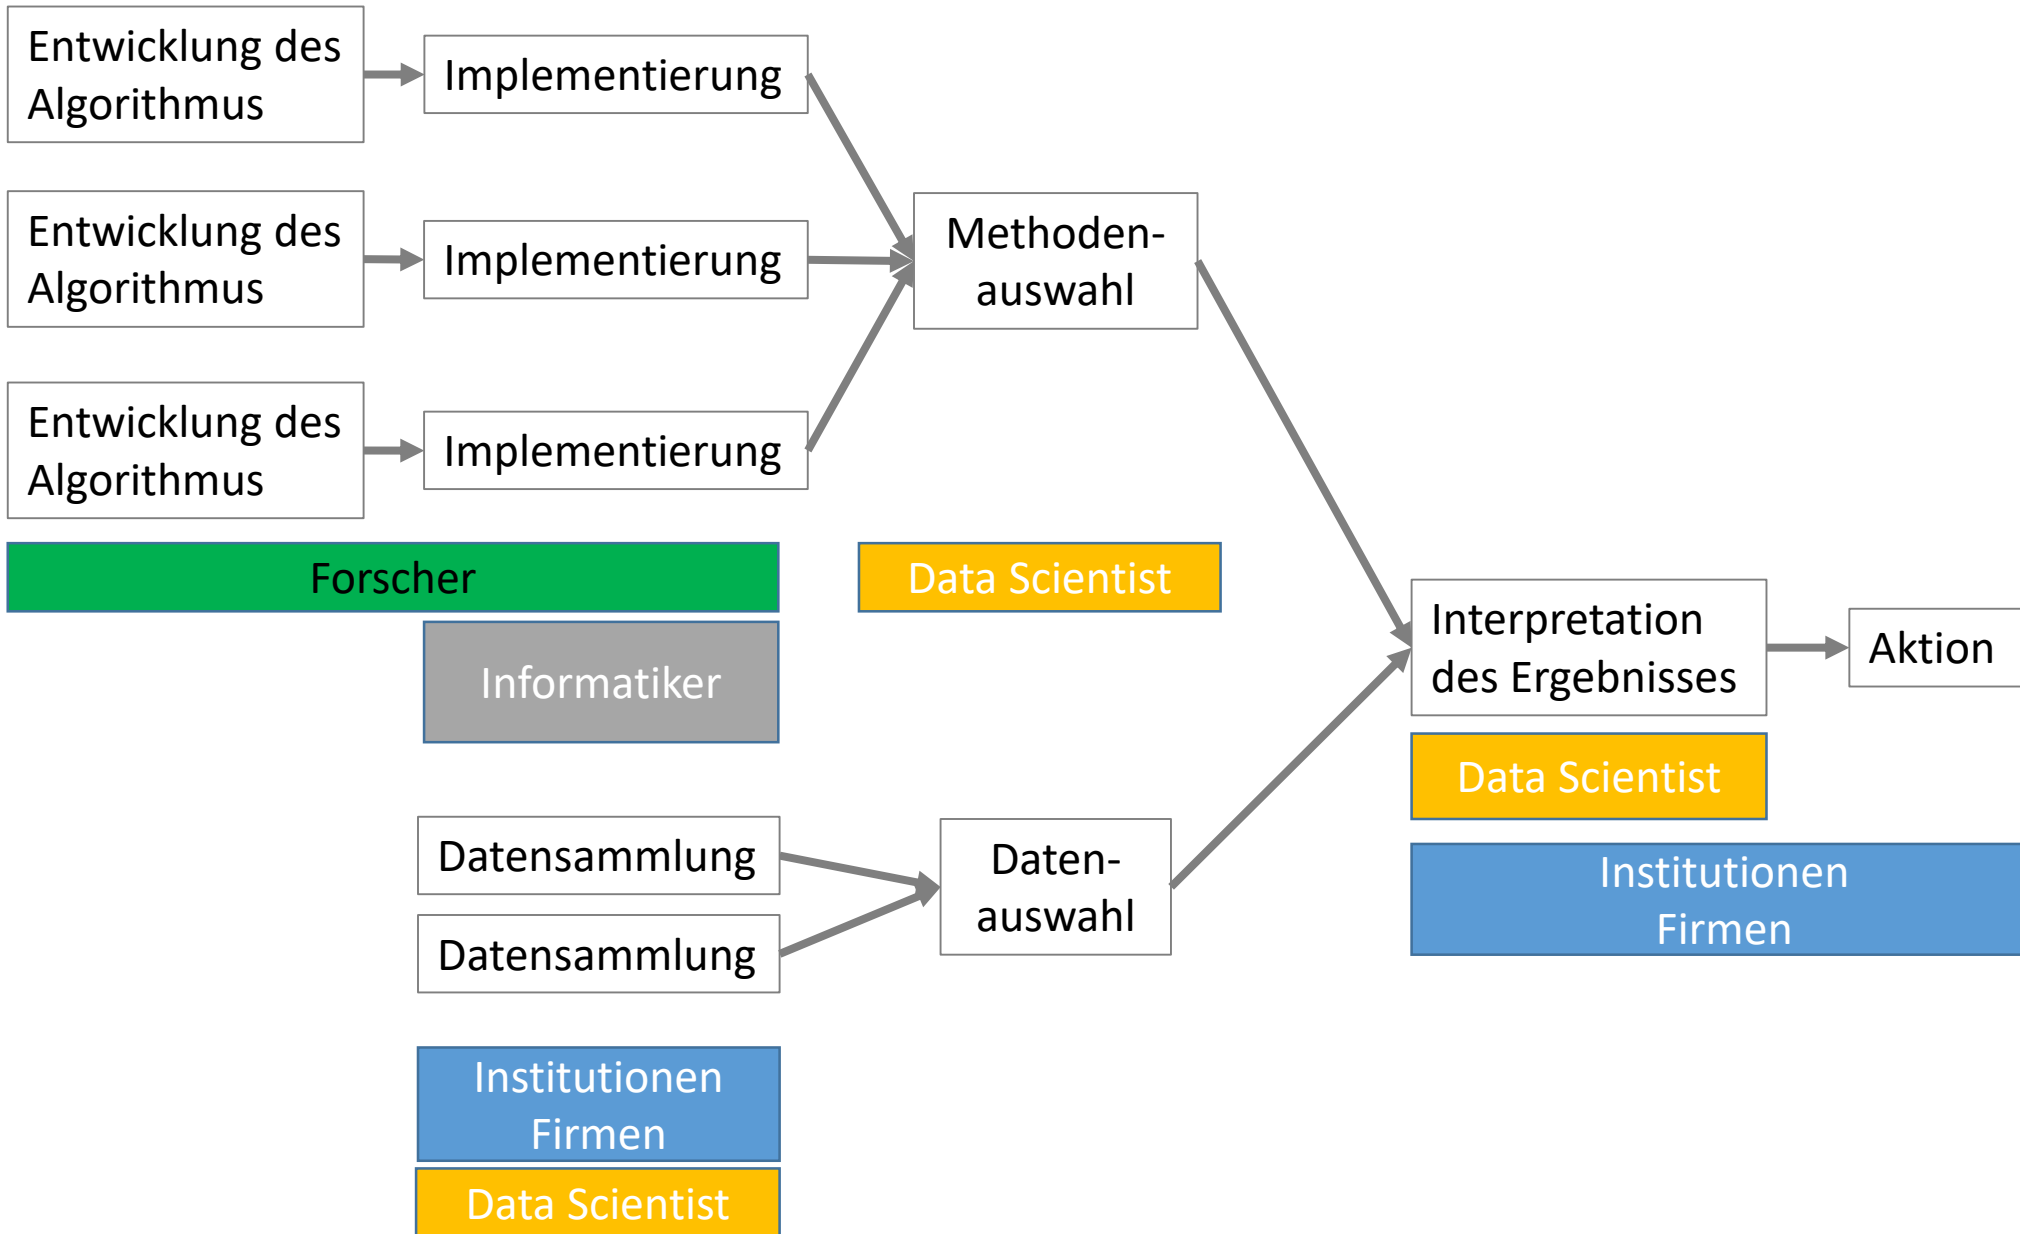 Entwicklung des
Algorithmus
Implementierung
Entwicklung des
Algorithmus
Implementierung
Methoden-
auswahl
Entwicklung des
Algorithmus
Implementierung
Forscher
Data Scientist
Informatiker
Interpretation
des Ergebnisses
Aktion
Data Scientist
Datensammlung
Datensammlung
Daten-
auswahl
Institutionen
Firmen
Institutionen
Firmen
Data Scientist